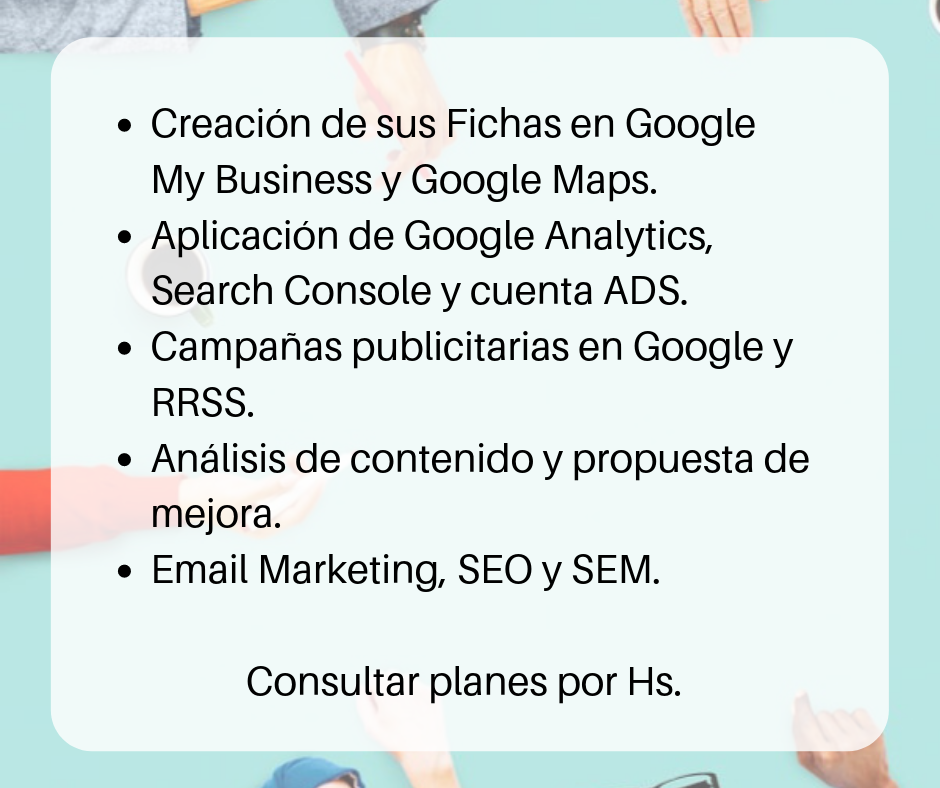 • Creación de sus Fichas en Google
My Business y Google Maps.
• Aplicación de Google Analytics,
Search Console y cuenta ADS.
• Campañas publicitarias en Google y
RRSS.
• Análisis de contenido y propuesta de
mejora.
• Email Marketing, SEO y SEM.
Consultar planes por Hs.